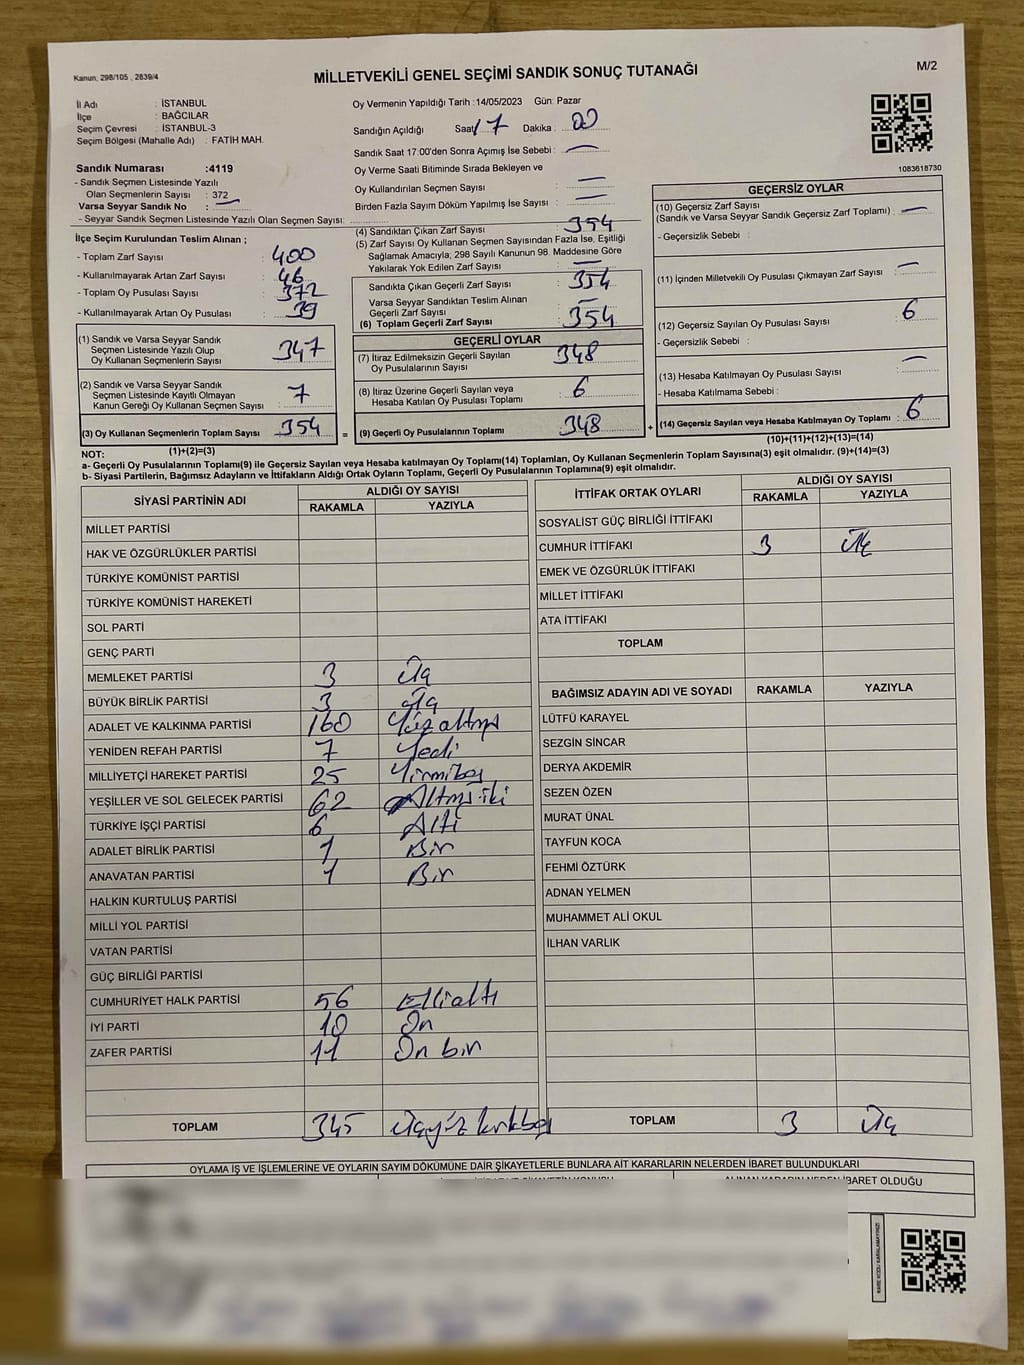 Kanun, 298/105 , 2839/4
MİLLETVEKİLİ GENEL SEÇİMİ SANDIK SONUÇ TUTANAĞI
M/2
İl Adı : İSTANBUL
İlçe : BAĞCILAR
Seçim Çevresi : İSTANBUL-3
Seçim Bölgesi (Mahalle Adı) : FATİH MAH.
Oy Vermenin Yapıldığı Tarih : 14/05/2023 Gün: Pazar
Sandığın Açıldığı Saat 17 Dakika : 00
Sandık Saat 17:00'den Sonra Açımış İse Sebebi : —
Oy Verme Saati Bitiminde Sırada Bekleyen ve
Oy Kullandırılan Seçmen Sayısı : —
Birden Fazla Sayım Döküm Yapılmış İse Sayısı : —
1083618730
Sandık Numarası :4119
- Sandık Seçmen Listesinde Yazılı
Olan Seçmenlerin Sayısı : 372
Varsa Seyyar Sandık No : —
- Seyyar Sandık Seçmen Listesinde Yazılı Olan Seçmen Sayısı:
İlçe Seçim Kurulundan Teslim Alınan ;
- Toplam Zarf Sayısı : 400
- Kullanılmayarak Artan Zarf Sayısı : 46
- Toplam Oy Pusulası Sayısı : 372
- Kullanılmayarak Artan Oy Pusulası : 39
(1) Sandık ve Varsa Seyyar Sandık
Seçmen Listesinde Yazılı Olup
Oy Kullanan Seçmenlerin Sayısı : 347
(2) Sandık ve Varsa Seyyar Sandık
Seçmen Listesinde Kayıtlı Olmayan
Kanun Gereği Oy Kullanan Seçmen Sayısı : 7
(3) Oy Kullanan Seçmenlerin Toplam Sayısı : 354
(1)+(2)=(3)
(4) Sandıktan Çıkan Zarf Sayısı : 354
(5) Zarf Sayısı Oy Kullanan Seçmen Sayısından Fazla İse, Eşitliği
Sağlamak Amacıyla, 298 Sayılı Kanunun 98. Maddesine Göre
Yakılarak Yok Edilen Zarf Sayısı : —
Sandıkta Çıkan Geçerli Zarf Sayısı : 354
Varsa Seyyar Sandıktan Teslim Alınan
Geçerli Zarf Sayısı : —
(6) Toplam Geçerli Zarf Sayısı : 354
GEÇERLİ OYLAR
(7) İtiraz Edilmeksizin Geçerli Sayılan
Oy Pusulalarının Sayısı : 348
(8) İtiraz Üzerine Geçerli Sayılan veya
Hesaba Katılan Oy Pusulası Toplamı : 6
= (9) Geçerli Oy Pusulalarının Toplamı : 348
GEÇERSİZ OYLAR
(10) Geçersiz Zarf Sayısı
(Sandık ve Varsa Seyyar Sandık Geçersiz Zarf Toplamı) : —
- Geçersizlik Sebebi :
(11) İçinden Milletvekili Oy Pusulası Çıkmayan Zarf Sayısı : —
(12) Geçersiz Sayılan Oy Pusulası Sayısı : 6
- Geçersizlik Sebebi :
(13) Hesaba Katılmayan Oy Pusulası Sayısı : —
- Hesaba Katılmama Sebebi :
+ (14) Geçersiz Sayılan veya Hesaba Katılmayan Oy Toplamı : 6
(10)+(11)+(12)+(13)=(14)
NOT:
a- Geçerli Oy Pusulalarının Toplamı(9) ile Geçersiz Sayılan veya Hesaba katılmayan Oy Toplamı(14) Toplamları, Oy Kullanan Seçmenlerin Toplam Sayısına(3) eşit olmalıdır. (9)+(14)=(3)
b- Siyasi Partilerin, Bağımsız Adayların ve İttifakların Aldığı Ortak Oyların Toplamı, Geçerli Oy Pusulalarının Toplamına(9) eşit olmalıdır.
SİYASİ PARTİNİN ADI ALDIĞI OY SAYISI
RAKAMLA YAZIYLA
MİLLET PARTİSİ
HAK VE ÖZGÜRLÜKLER PARTİSİ
TÜRKİYE KOMÜNİST PARTİSİ
TÜRKİYE KOMÜNİST HAREKETİ
SOL PARTİ
GENÇ PARTİ
MEMLEKET PARTİSİ 3 Üç
BÜYÜK BİRLİK PARTİSİ 3 Üç
ADALET VE KALKINMA PARTİSİ 160 Yüzaltmış
YENİDEN REFAH PARTİSİ 7 Yedi
MİLLİYETÇİ HAREKET PARTİSİ 25 Yirmibeş
YEŞİLLER VE SOL GELECEK PARTİSİ 62 Altmışiki
TÜRKİYE İŞÇİ PARTİSİ 6 Altı
ADALET BİRLİK PARTİSİ 1 Bir
ANAVATAN PARTİSİ 1 Bir
HALKIN KURTULUŞ PARTİSİ
MİLLİ YOL PARTİSİ
VATAN PARTİSİ
GÜÇ BİRLİĞİ PARTİSİ
CUMHURİYET HALK PARTİSİ 56 Ellialtı
İYİ PARTİ 10 On
ZAFER PARTİSİ 11 On bir
TOPLAM 345 Üçyüz kırkbeş
İTTİFAK ORTAK OYLARI ALDIĞI OY SAYISI
RAKAMLA YAZIYLA
SOSYALİST GÜÇ BİRLİĞİ İTTİFAKI
CUMHUR İTTİFAKI 3 Üç
EMEK VE ÖZGÜRLÜK İTTİFAKI
MİLLET İTTİFAKI
ATA İTTİFAKI
TOPLAM
BAĞIMSIZ ADAYIN ADI VE SOYADI RAKAMLA YAZIYLA
LÜTFÜ KARAYEL
SEZGİN SİNCAR
DERYA AKDEMİR
SEZEN ÖZEN
MURAT ÜNAL
TAYFUN KOCA
FEHMİ ÖZTÜRK
ADNAN YELMEN
MUHAMMET ALİ OKUL
İLHAN VARLIK
TOPLAM 3 Üç
OYLAMA İŞ VE İŞLEMLERİNE VE OYLARIN SAYIM DÖKÜMÜNE DAİR ŞİKAYETLERLE BUNLARA AİT KARARLARIN NELERDEN İBARET BULUNDUKLARI
İBARET OLDUĞU